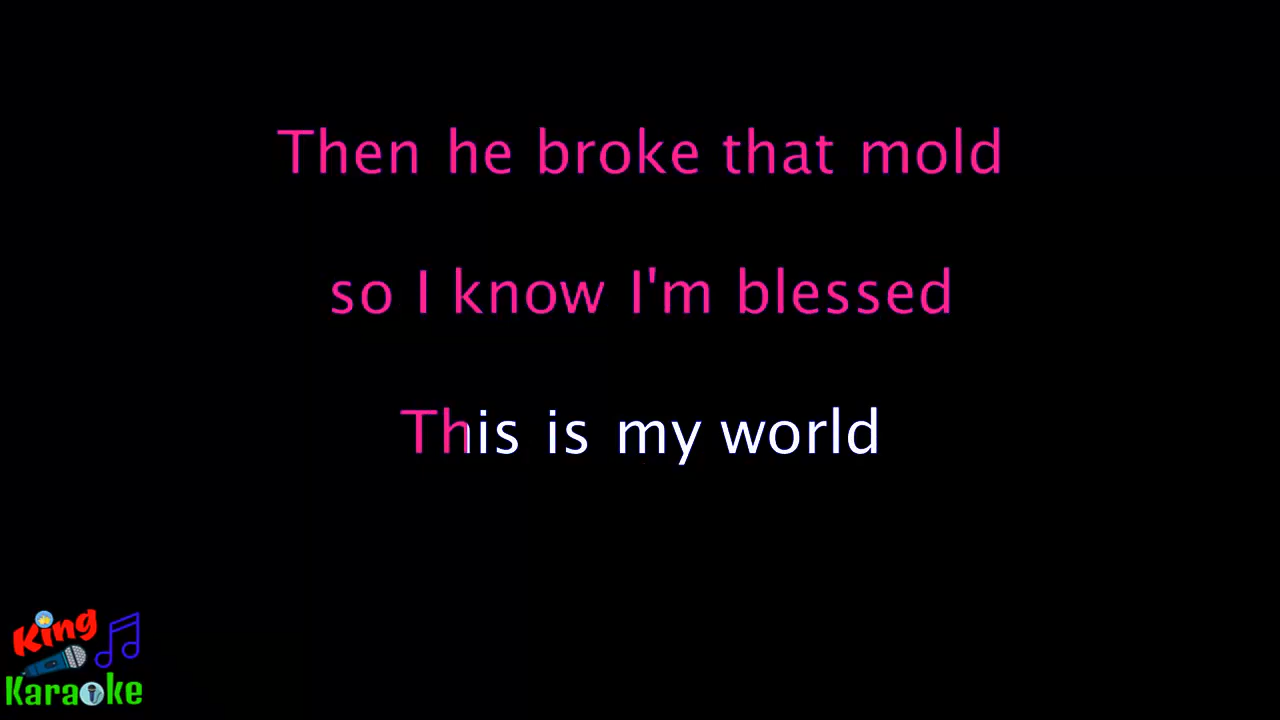 Then he broke that mold
so I know I'm blessed
This is my world
King
Karaoke